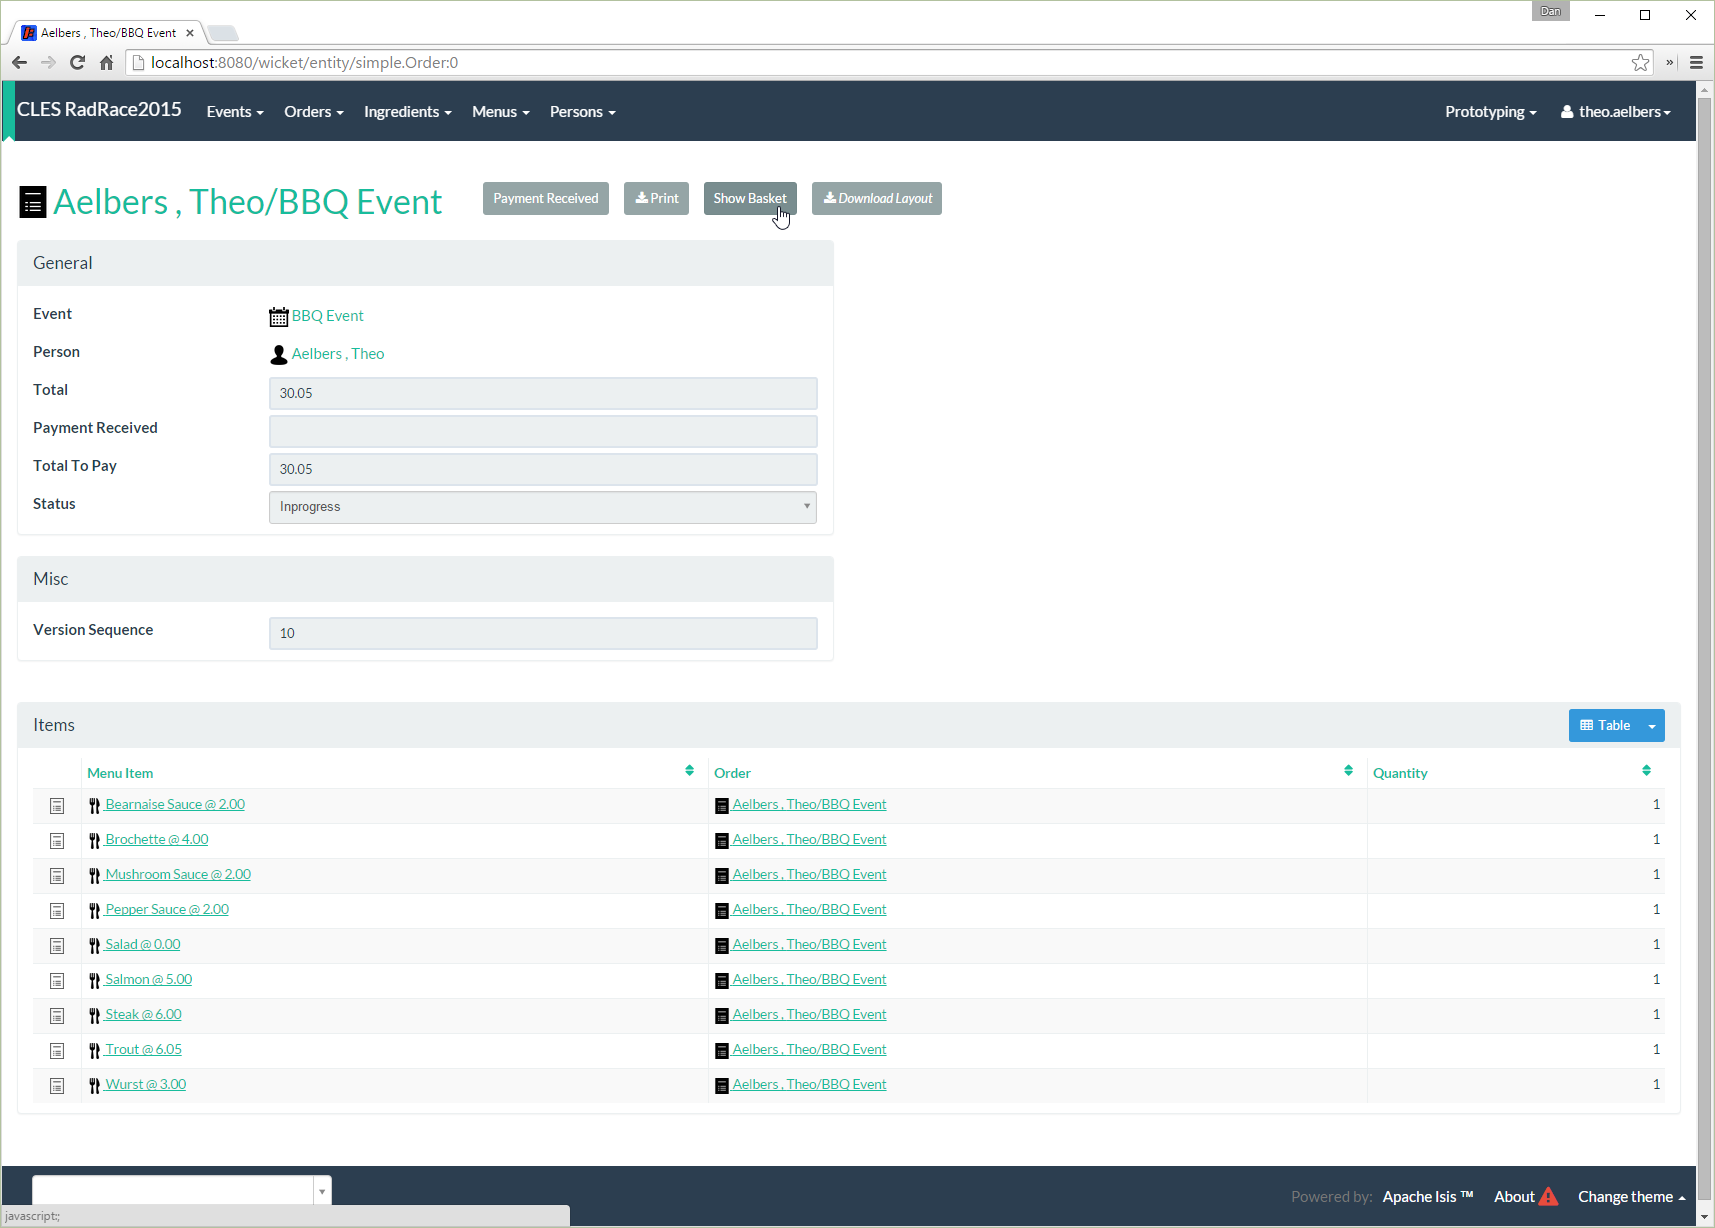 Dan
Aelbers , Theo/BBQ Event
localhost:8080/wicket/entity/simple.Order:0
CLES RadRace2015 Events Orders Ingredients Menus Persons Prototyping theo.aelbers
Aelbers , Theo/BBQ Event Payment Received Print Show Basket Download Layout
General
Event BBQ Event
Person Aelbers , Theo
Total 30.05
Payment Received
Total To Pay 30.05
Status Inprogress
Misc
Version Sequence 10
Items Table
Menu Item Order Quantity
Bearnaise Sauce @ 2.00 Aelbers , Theo/BBQ Event 1
Brochette @ 4.00 Aelbers , Theo/BBQ Event 1
Mushroom Sauce @ 2.00 Aelbers , Theo/BBQ Event 1
Pepper Sauce @ 2.00 Aelbers , Theo/BBQ Event 1
Salad @ 0.00 Aelbers , Theo/BBQ Event 1
Salmon @ 5.00 Aelbers , Theo/BBQ Event 1
Steak @ 6.00 Aelbers , Theo/BBQ Event 1
Trout @ 6.05 Aelbers , Theo/BBQ Event 1
Wurst @ 3.00 Aelbers , Theo/BBQ Event 1
Powered by: Apache Isis ™ About Change theme
javascript:;